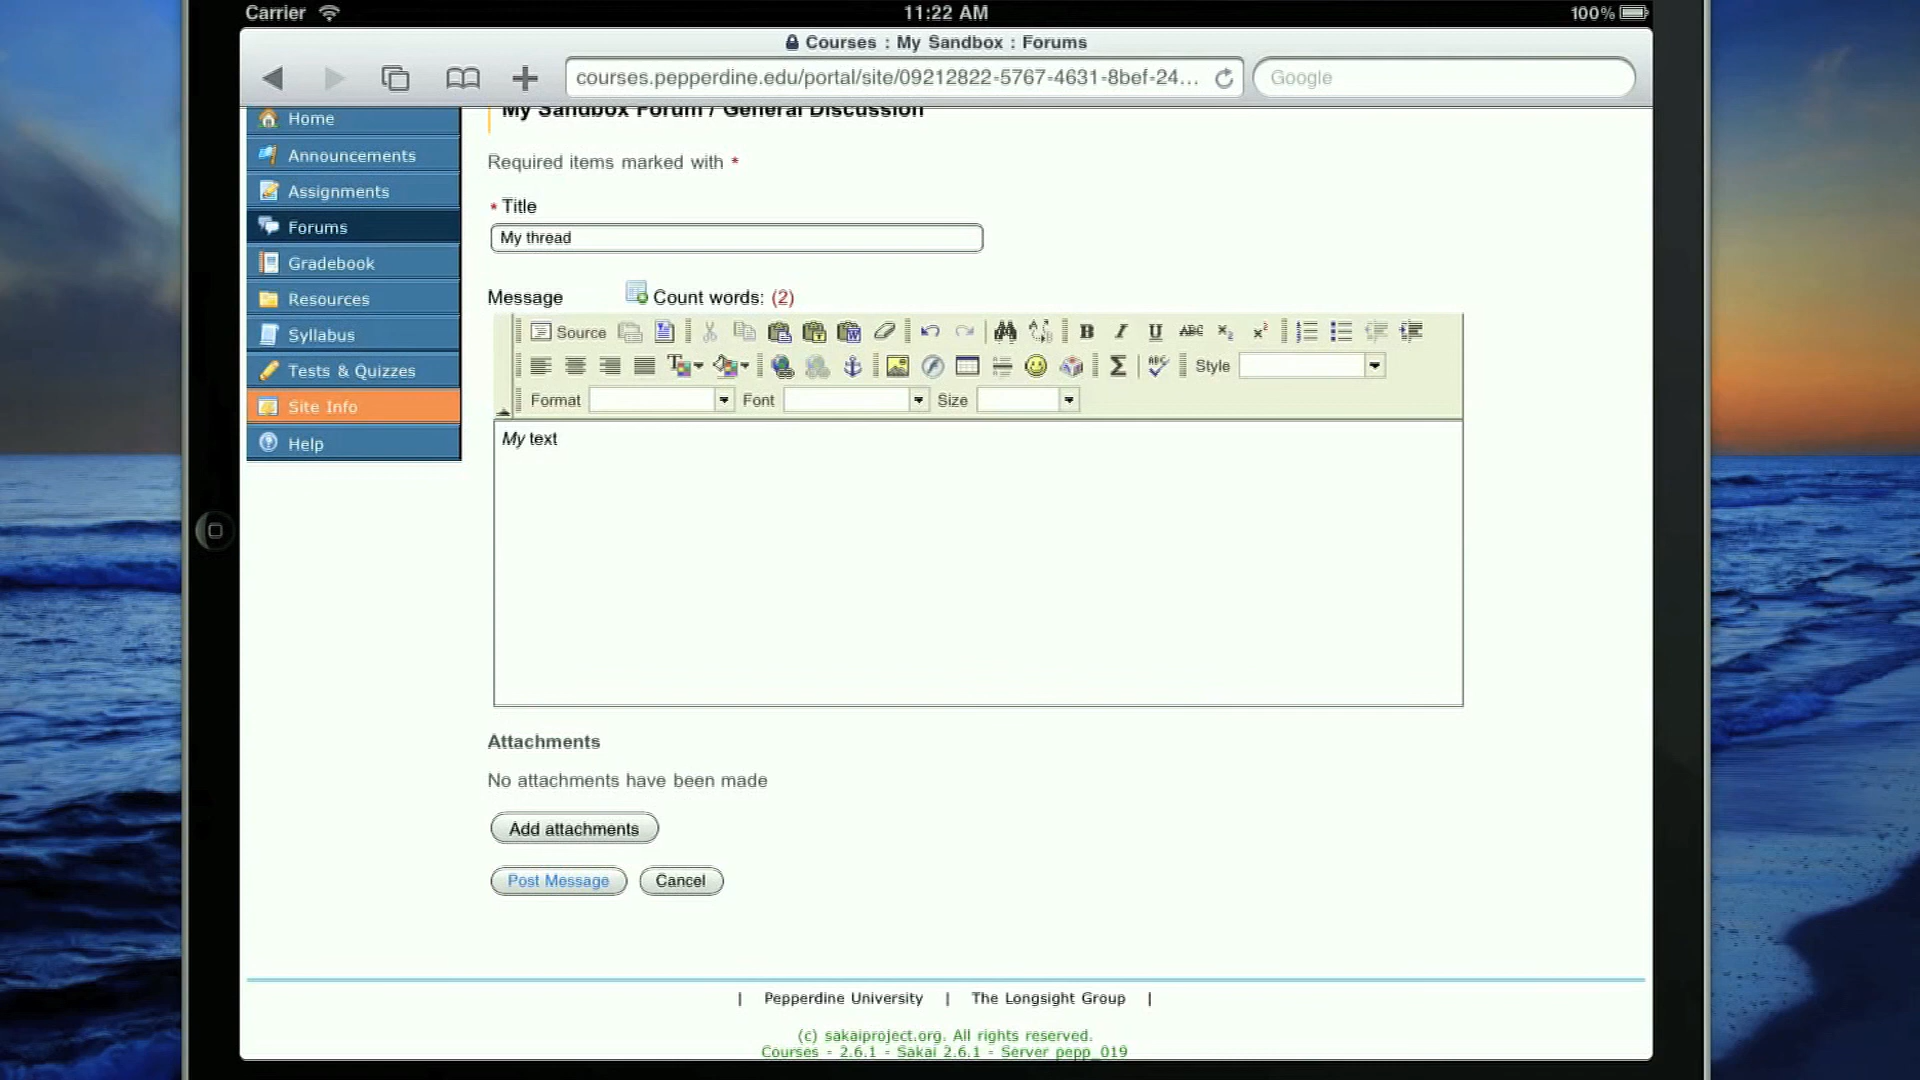 Carrier 11:22 AM 100%
Courses : My Sandbox : Forums
courses.pepperdine.edu/portal/site/09212822-5767-4631-8bef-24... Google
Home
Announcements
Assignments
Forums
Gradebook
Resources
Syllabus
Tests & Quizzes
Site Info
Help
My Sandbox Forum / General Discussion
Required items marked with *
* Title
My thread
Message Count words: (2)
Source B I U ABC x₂ x²
Σ ABC Style
Format Font Size
My text
Attachments
No attachments have been made
Add attachments
Post Message Cancel
| Pepperdine University | The Longsight Group |
(c) sakaiproject.org. All rights reserved.
Courses - 2.6.1 - Sakai 2.6.1 - Server pepp_019